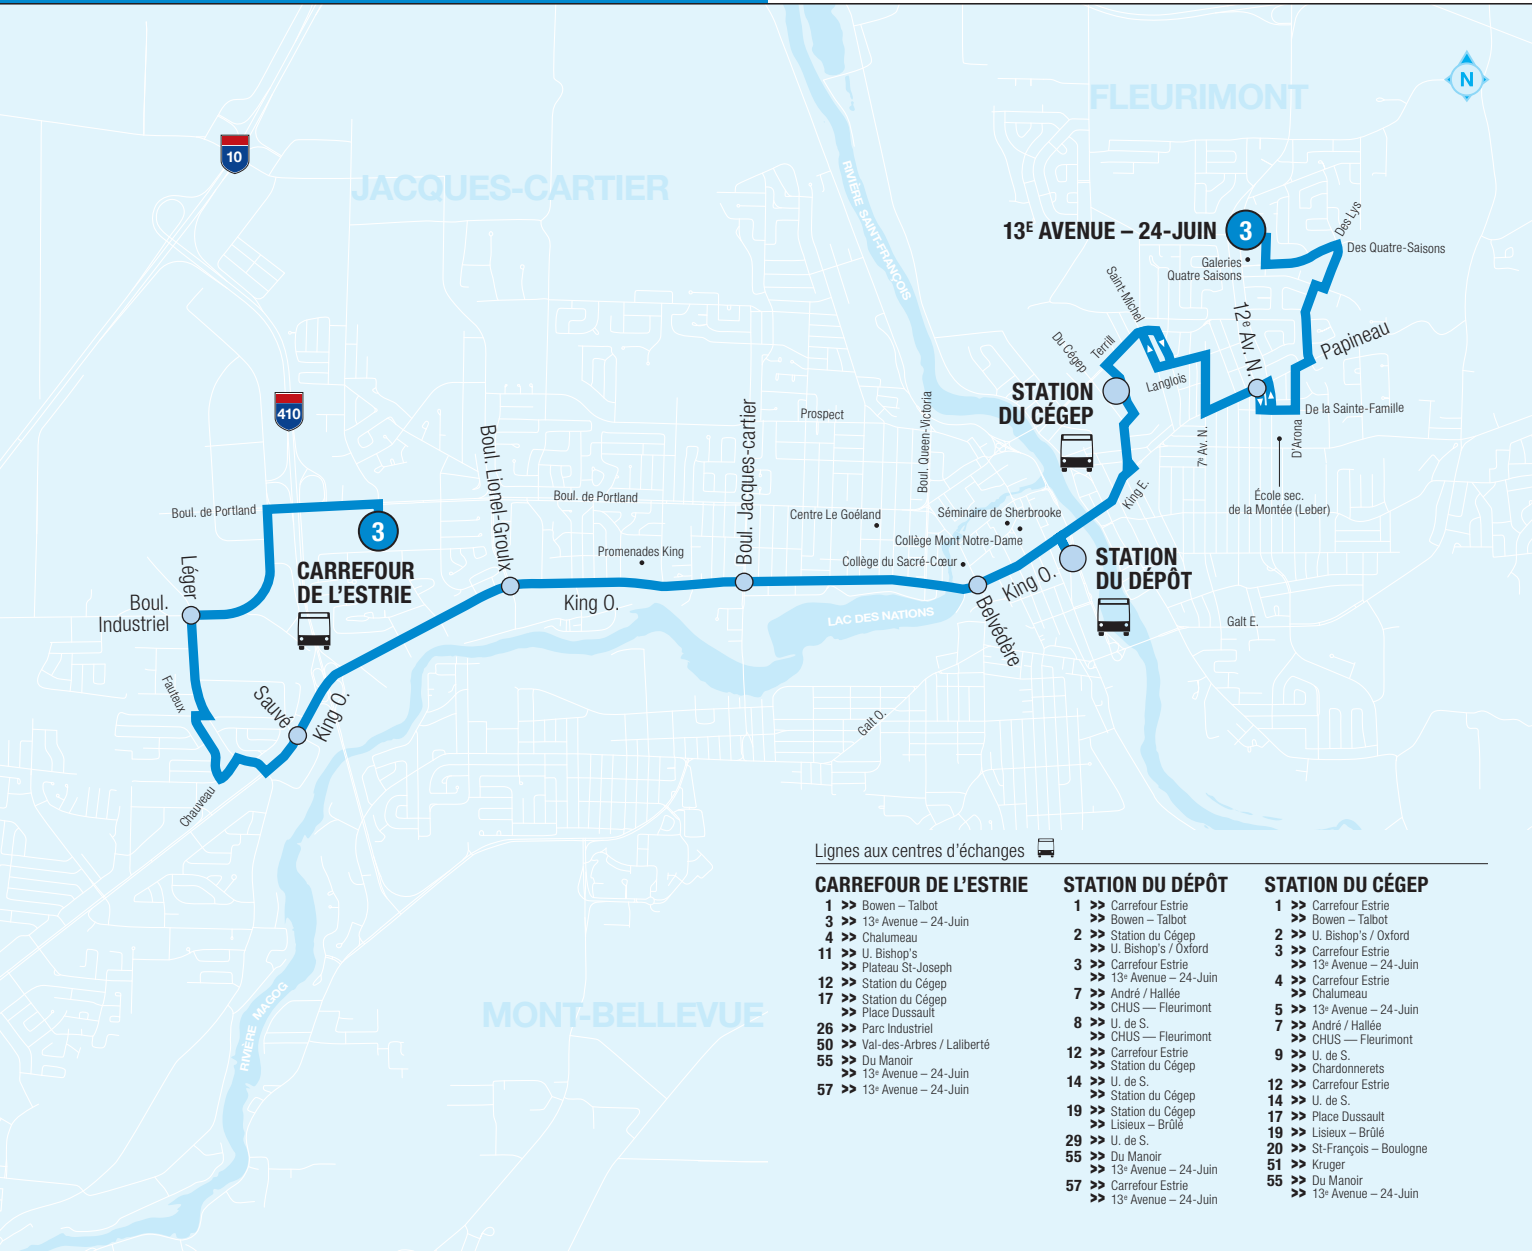 FLEURIMONT
N
10
JACQUES-CARTIER
RIVIÈRE SAINT-FRANÇOIS
13E AVENUE – 24-JUIN
3
Des Lys
Des Quatre-Saisons
Galeries
Quatre Saisons
Saint-Michel
12e Av. N.
Du Cégep
Terrill
Papineau
Langlois
STATION
DU CÉGEP
410
De la Sainte-Famille
7e Av. N.
D'Arona
Prospect
Boul. Queen-Victoria
Boul. Jacques-cartier
Boul. Lionel-Groulx
Boul. de Portland
Boul. de Portland
King E.
École sec.
de la Montée (Leber)
Centre Le Goéland
Séminaire de Sherbrooke
Collège Mont Notre-Dame
Collège du Sacré-Cœur
Promenades King
3
CARREFOUR
DE L'ESTRIE
STATION
DU DÉPÔT
Léger
Boul.
Industriel
King O.
King O.
Belvédère
LAC DES NATIONS
Galt E.
Fauteux
Sauvé
King O.
Galt O.
Chauveau
RIVIÈRE MAGOG
MONT-BELLEVUE
Lignes aux centres d'échanges
CARREFOUR DE L'ESTRIE
1 >> Bowen – Talbot
3 >> 13e Avenue – 24-Juin
4 >> Chalumeau
11 >> U. Bishop's
>> Plateau St-Joseph
12 >> Station du Cégep
17 >> Station du Cégep
>> Place Dussault
26 >> Parc Industriel
50 >> Val-des-Arbres / Laliberté
55 >> Du Manoir
>> 13e Avenue – 24-Juin
57 >> 13e Avenue – 24-Juin
STATION DU DÉPÔT
1 >> Carrefour Estrie
>> Bowen – Talbot
2 >> Station du Cégep
>> U. Bishop's / Oxford
3 >> Carrefour Estrie
>> 13e Avenue – 24-Juin
7 >> André / Hallée
>> CHUS — Fleurimont
8 >> U. de S.
>> CHUS — Fleurimont
12 >> Carrefour Estrie
>> Station du Cégep
14 >> U. de S.
>> Station du Cégep
19 >> Station du Cégep
>> Lisieux – Brûlé
29 >> U. de S.
55 >> Du Manoir
>> 13e Avenue – 24-Juin
57 >> Carrefour Estrie
>> 13e Avenue – 24-Juin
STATION DU CÉGEP
1 >> Carrefour Estrie
>> Bowen – Talbot
2 >> U. Bishop's / Oxford
3 >> Carrefour Estrie
>> 13e Avenue – 24-Juin
4 >> Carrefour Estrie
>> Chalumeau
5 >> 13e Avenue – 24-Juin
7 >> André / Hallée
>> CHUS — Fleurimont
9 >> U. de S.
>> Chardonnerets
12 >> Carrefour Estrie
14 >> U. de S.
17 >> Place Dussault
19 >> Lisieux – Brûlé
20 >> St-François – Boulogne
51 >> Kruger
55 >> Du Manoir
>> 13e Avenue – 24-Juin